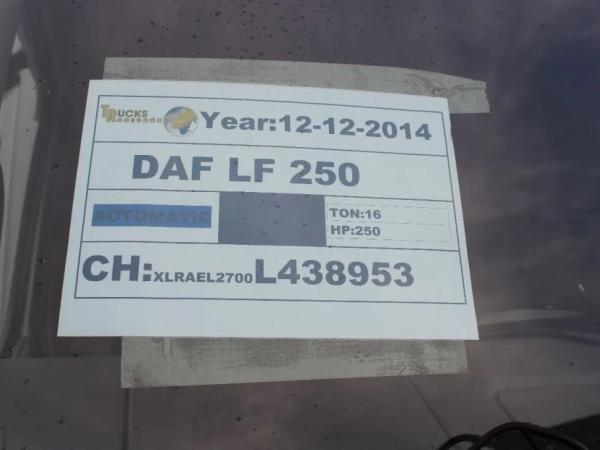 TRUCKS
Year:12-12-2014
DAF LF 250
AUTOMATIC
TON:16
HP:250
CH:XLRAEL2700L438953